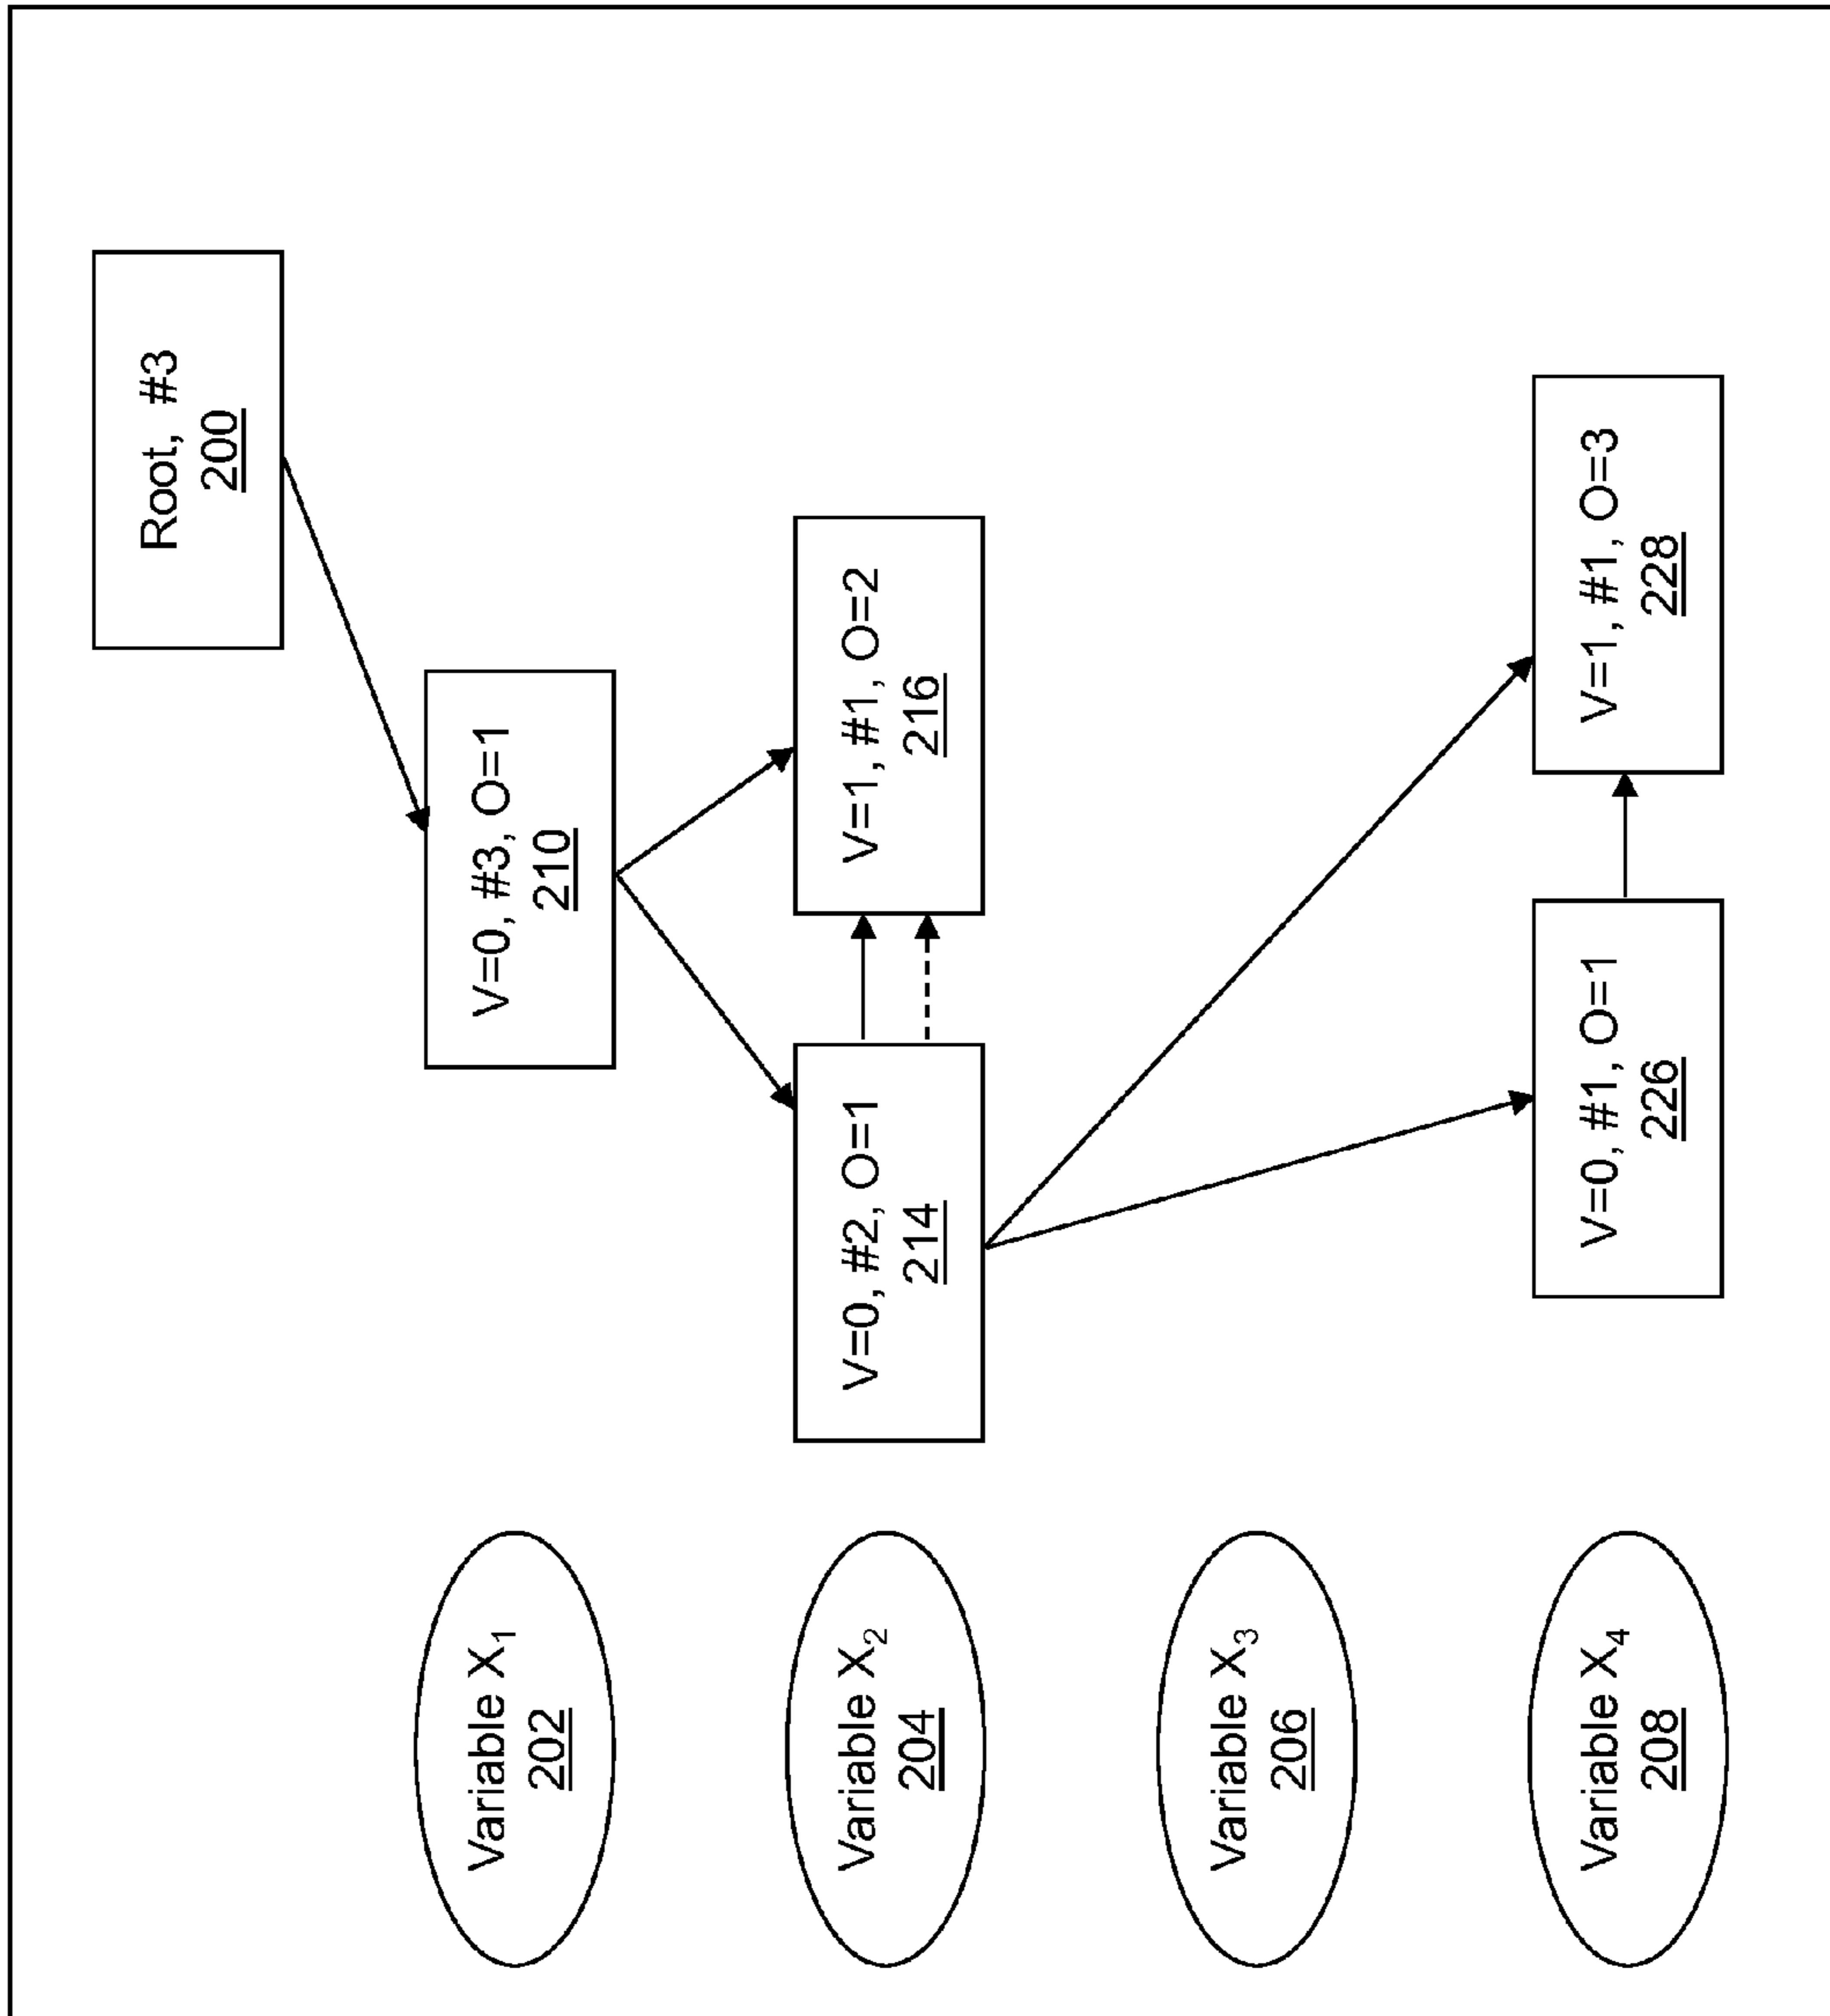 Root, #3
200
Variable X₁
202
V=0, #3, O=1
210
Variable X₂
204
V=0, #2, O=1
214
V=1, #1, O=2
216
Variable X₃
206
Variable X₄
208
V=0, #1, O=1
226
V=1, #1, O=3
228